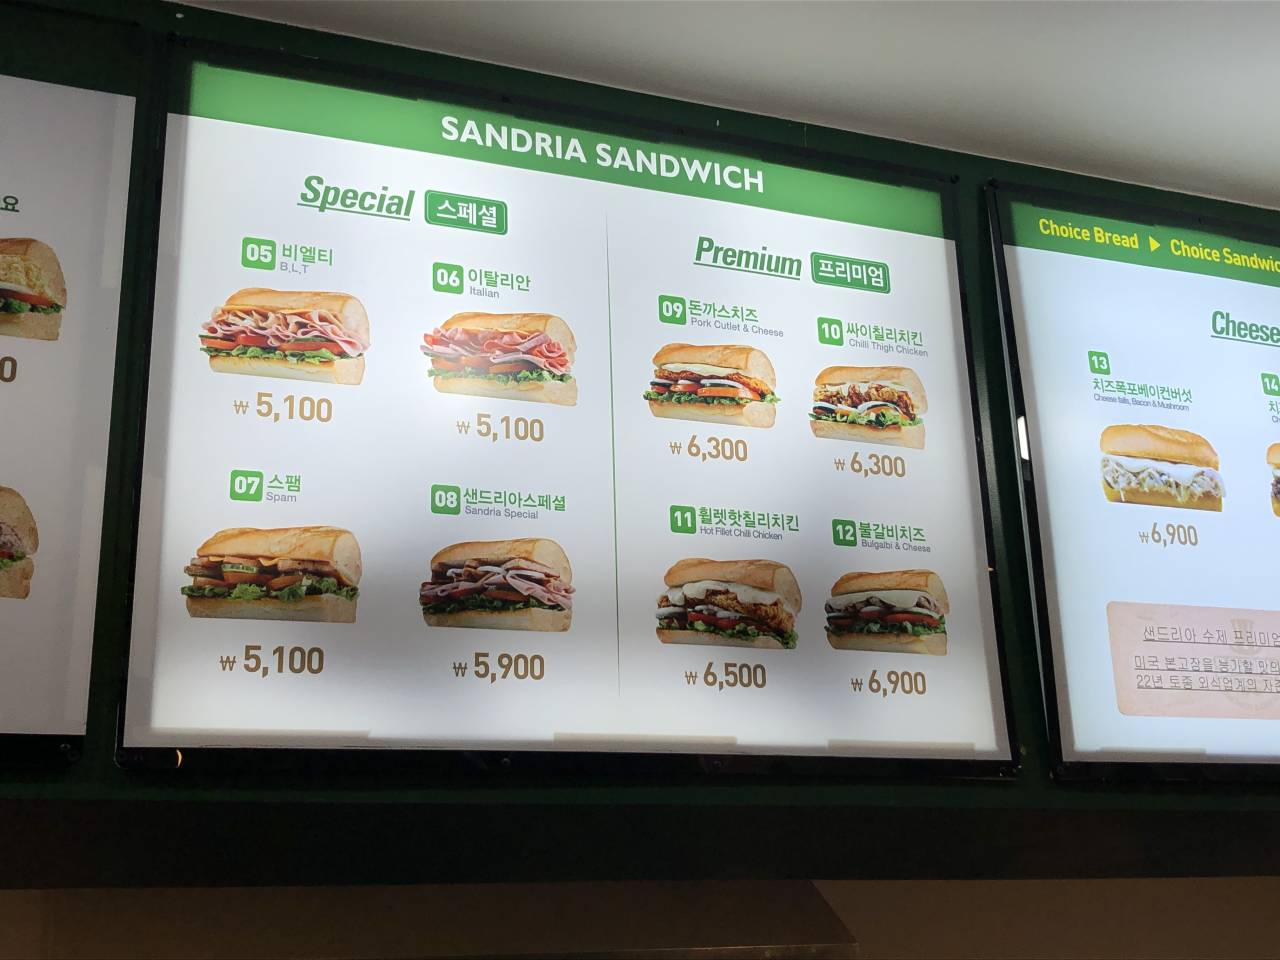 요
0
SANDRIA SANDWICH
Special 스페셜
05 비엘티
B,L,T
₩ 5,100
06 이탈리안
Italian
₩ 5,100
07 스팸
Spam
₩ 5,100
08 샌드리아스페셜
Sandria Special
₩ 5,900
Premium 프리미엄
09 돈까스치즈
Pork Cutlet & Cheese
₩ 6,300
10 싸이칠리치킨
Chilli Thigh Chicken
₩ 6,300
11 휠렛핫칠리치킨
Hot Fillet Chilli Chicken
₩ 6,500
12 불갈비치즈
Bulgalbi & Cheese
₩ 6,900
Choice Bread ▶ Choice Sandwic
Cheese
13
치즈폭포베이컨버섯
Cheese falls, Bacon & Mushroom
₩6,900
14
치
샌드리아 수제 프리미엄
미국 본고장을 능가할 맛의
22년 토종 외식업계의 자존